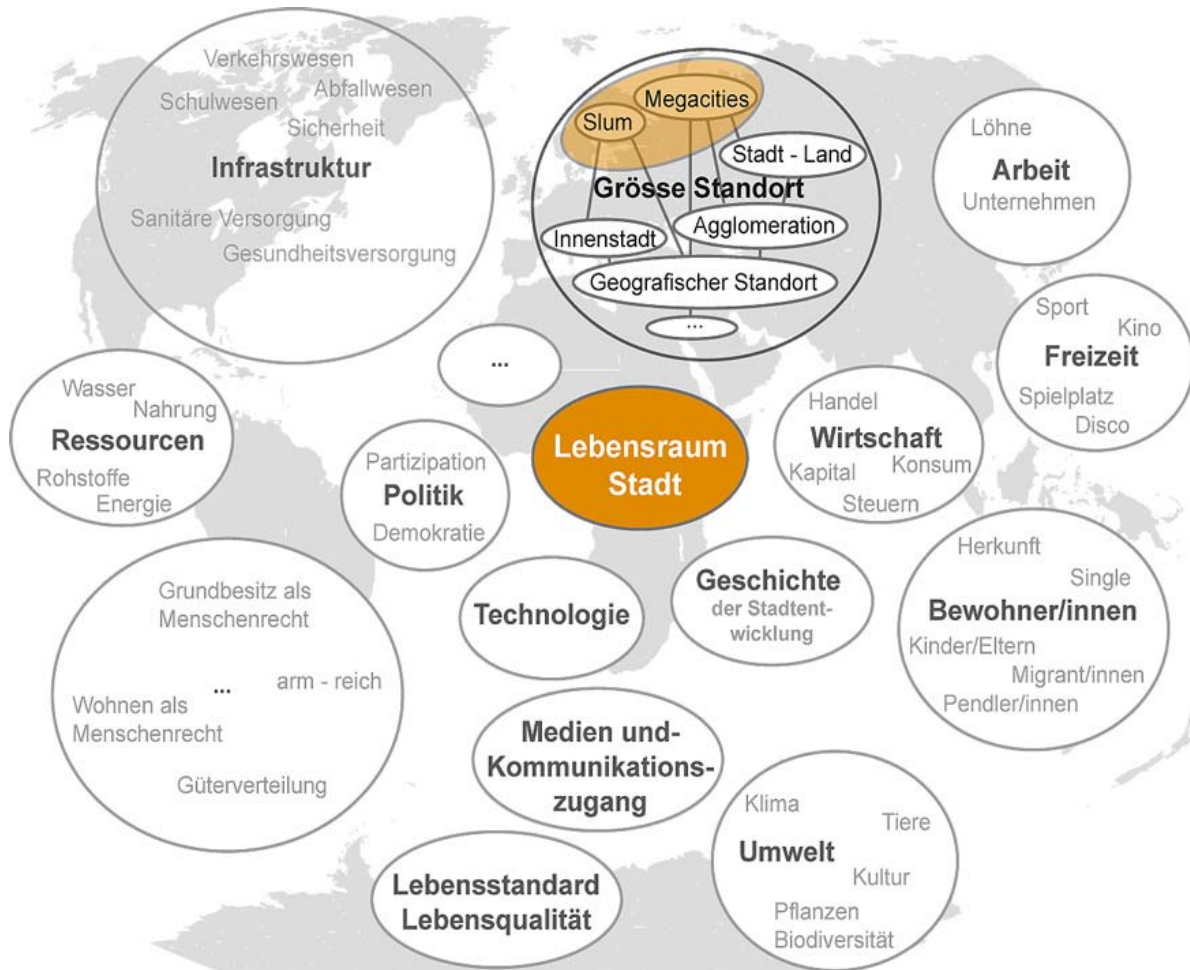 Verkehrswesen
Schulwesen
Abfallwesen
Sicherheit
Infrastruktur
Sanitäre Versorgung
Gesundheitsversorgung
Megacities
Slum
Stadt - Land
Grösse Standort
Innenstadt
Agglomeration
Geografischer Standort
...
Löhne
Arbeit
Unternehmen
Sport
Kino
Freizeit
Spielplatz
Disco
...
Wasser
Nahrung
Ressourcen
Rohstoffe
Energie
Partizipation
Politik
Demokratie
Lebensraum
Stadt
Handel
Wirtschaft
Kapital
Konsum
Steuern
Herkunft
Single
Bewohner/innen
Kinder/Eltern
Migrant/innen
Pendler/innen
Grundbesitz als
Menschenrecht
...
arm - reich
Wohnen als
Menschenrecht
Güterverteilung
Technologie
Geschichte
der Stadtent-
wicklung
Medien und-
Kommunikations-
zugang
Klima
Tiere
Umwelt
Kultur
Pflanzen
Biodiversität
Lebensstandard
Lebensqualität